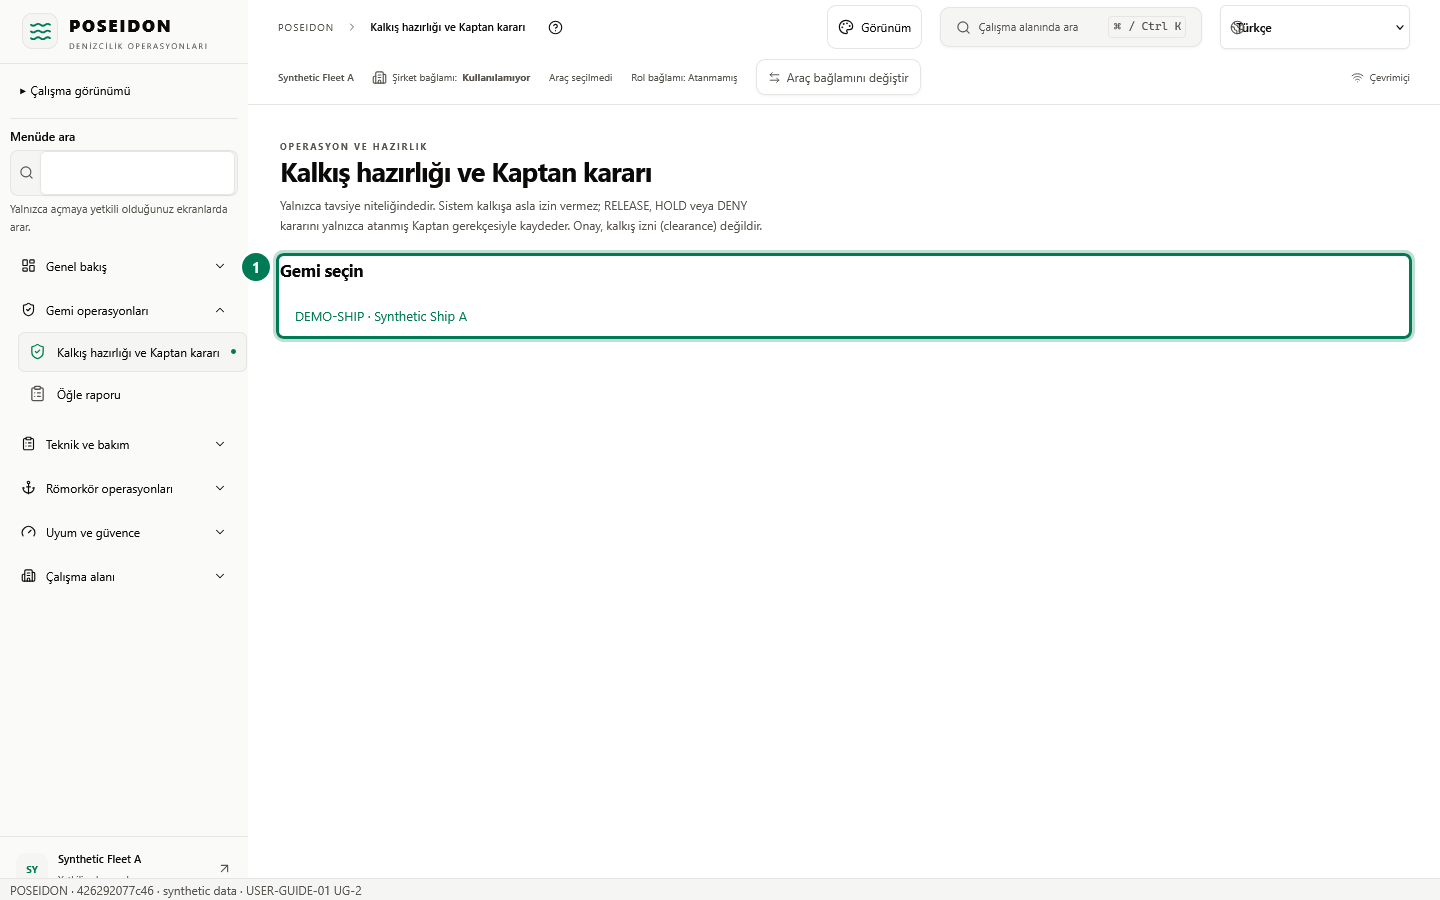 POSEIDON
DENİZCİLİK OPERASYONLARI
Çalışma görünümü
Menüde ara
Yalnızca açmaya yetkili olduğunuz ekranlarda
arar.
Genel bakış
Gemi operasyonları
Kalkış hazırlığı ve Kaptan kararı
Öğle raporu
Teknik ve bakım
Römorkör operasyonları
Uyum ve güvence
Çalışma alanı
SY
Synthetic Fleet A
POSEIDON > Kalkış hazırlığı ve Kaptan kararı ?
Görünüm
Çalışma alanında ara ⌘ / Ctrl K
Türkçe
Synthetic Fleet A Şirket bağlamı: Kullanılamıyor Araç seçilmedi Rol bağlamı: Atanmamış Araç bağlamını değiştir Çevrimiçi
OPERASYON VE HAZIRLIK
Kalkış hazırlığı ve Kaptan kararı
Yalnızca tavsiye niteliğindedir. Sistem kalkışa asla izin vermez; RELEASE, HOLD veya DENY
kararını yalnızca atanmış Kaptan gerekçesiyle kaydeder. Onay, kalkış izni (clearance) değildir.
1
Gemi seçin
DEMO-SHIP · Synthetic Ship A
POSEIDON · 426292077c46 · synthetic data · USER-GUIDE-01 UG-2